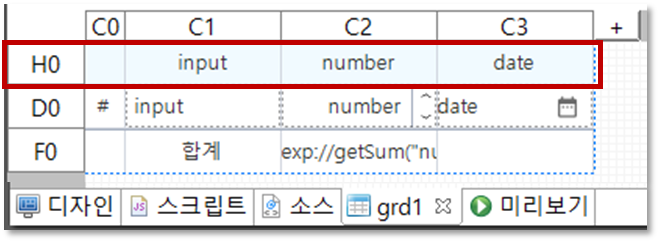 C0 C1 C2 C3 +
H0 input number date
D0 # input number date
F0 합계 exp://getSum("nu
디자인 스크립트 소스 grd1 미리보기